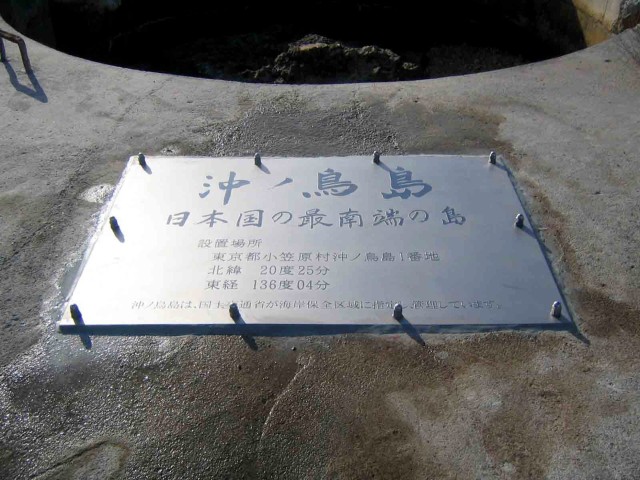 沖ノ鳥島
日本国の最南端の島
設置場所
東京都小笠原村沖ノ鳥島1番地
北緯 20度25分
東経 136度04分
沖ノ鳥島は、国土交通省が海岸保全区域に指定し、管理しています。